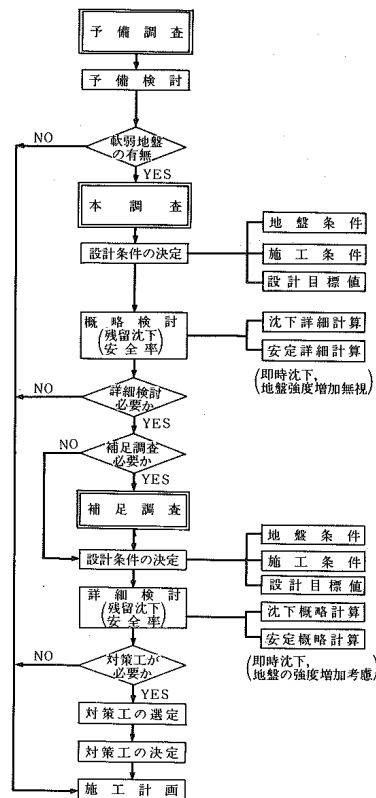 予備調査
予備検討
軟弱地盤
の有無
NO
YES
本調査
設計条件の決定
地盤条件
施工条件
設計目標値
概略検討
(残留沈下)
安全率
沈下詳細計算
安定詳細計算
(即時沈下,
地盤強度増加無視)
詳細検討
必要か
NO
YES
補足調査
必要か
NO
YES
補足調査
設計条件の決定
地盤条件
施工条件
設計目標値
詳細検討
(残留沈下)
安全率
沈下概略計算
安定概略計算
(即時沈下,
地盤の強度増加考慮)
対策工が
必要か
NO
YES
対策工の選定
対策工の決定
施工計画